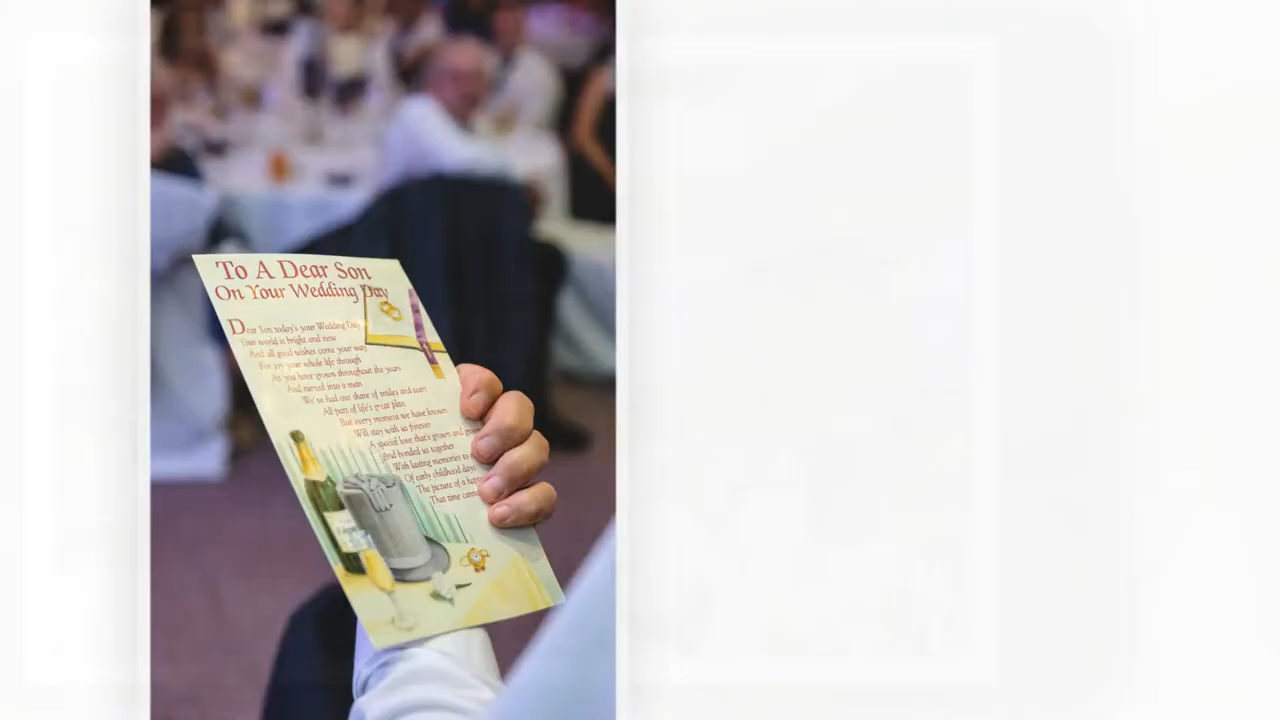 To A Dear Son
On Your Wedding Day
Dear Son today's your Wedding Day
Your world is bright and new
And all good wishes come your way
For joy your whole life through
As you have grown throughout the years
And turned into a man
We've had our share of smiles and tears
All part of life's great plan
But every moment we have known
Will stay with us forever
A special love that's grown and
And bonded us together
With lasting memories to
Of early childhood days
The picture of a
That time